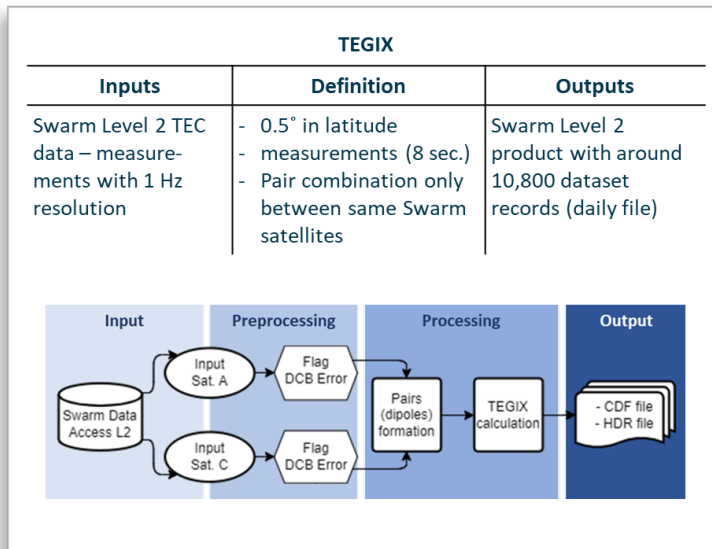 TEGIX
Inputs
Definition
Outputs
Swarm Level 2 TEC
data – measure-
ments with 1 Hz
resolution
- 0.5° in latitude
- measurements (8 sec.)
- Pair combination only
between same Swarm
satellites
Swarm Level 2
product with around
10,800 dataset
records (daily file)
Input
Preprocessing
Processing
Output
Swarm Data
Access L2
Input
Sat. A
Flag
DCB Error
Input
Sat. C
Flag
DCB Error
Pairs
(dipoles)
formation
TEGIX
calculation
- CDF file
- HDR file